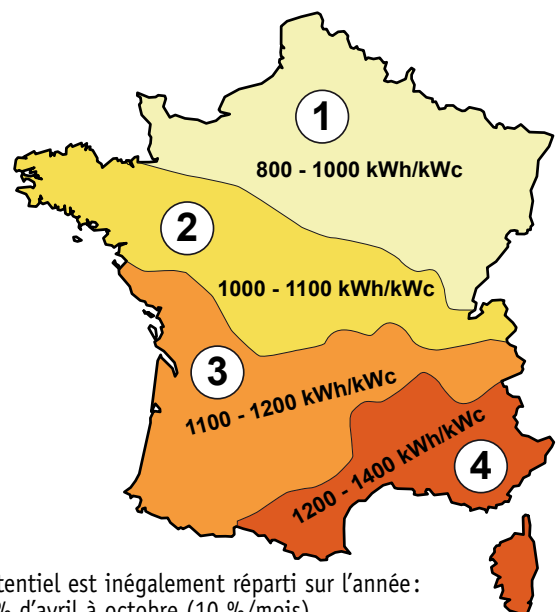 1
800 - 1000 kWh/kWc
2
1000 - 1100 kWh/kWc
3
1100 - 1200 kWh/kWc
1200 - 1400 kWh/kWc
4
tentiel est inégalement réparti sur l’année:
% d’avril à octobre (10 %/mois)